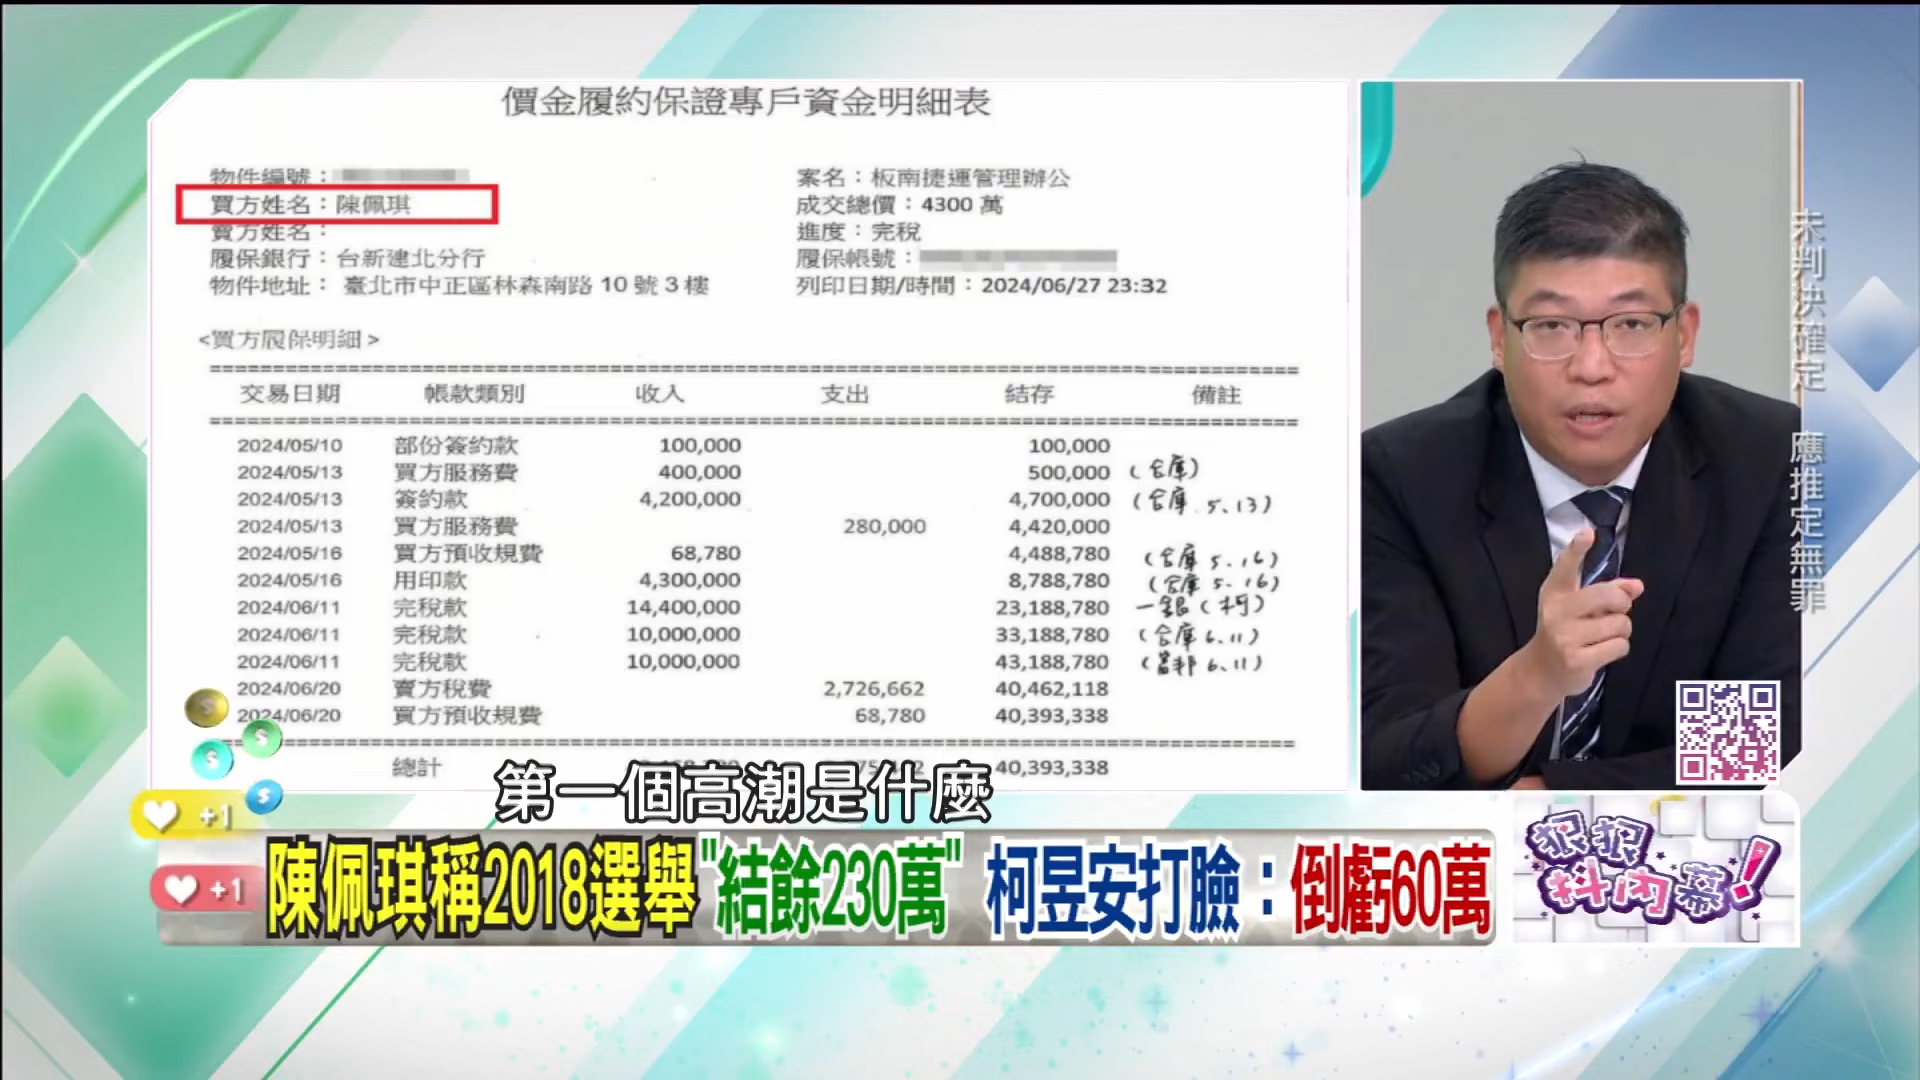 價金履約保證專戶資金明細表
物件編號：
案名：板南捷運管理辦公
買方姓名：陳佩琪
成交總價：4300 萬
賣方姓名：
進度：完稅
履保銀行：台新建北分行
履保帳號：
物件地址： 臺北市中正區林森南路 10 號 3 樓
列印日期/時間：2024/06/27 23:32
<買方履保明細>
交易日期 帳款類別 收入 支出 結存 備註
2024/05/10 部份簽約款 100,000 100,000
2024/05/13 買方服務費 400,000 500,000 (合庫)
2024/05/13 簽約款 4,200,000 4,700,000 (合庫 5.13)
2024/05/13 買方服務費 280,000 4,420,000
2024/05/16 買方預收規費 68,780 4,488,780 (合庫 5.16)
2024/05/16 用印款 4,300,000 8,788,780 (合庫 5.16)
2024/06/11 完稅款 14,400,000 23,188,780 一銀(柯)
2024/06/11 完稅款 10,000,000 33,188,780 (合庫 6.11)
2024/06/11 完稅款 10,000,000 43,188,780 (富邦 6.11)
2024/06/20 賣方稅費 2,726,662 40,462,118
2024/06/20 買方預收規費 68,780 40,393,338
總計 40,393,338
未判決確定 應推定無罪
第一個高潮是什麼
+1
+1
陳佩琪稱2018選舉"結餘230萬" 柯昱安打臉：倒虧60萬
狠狠抖內幕!